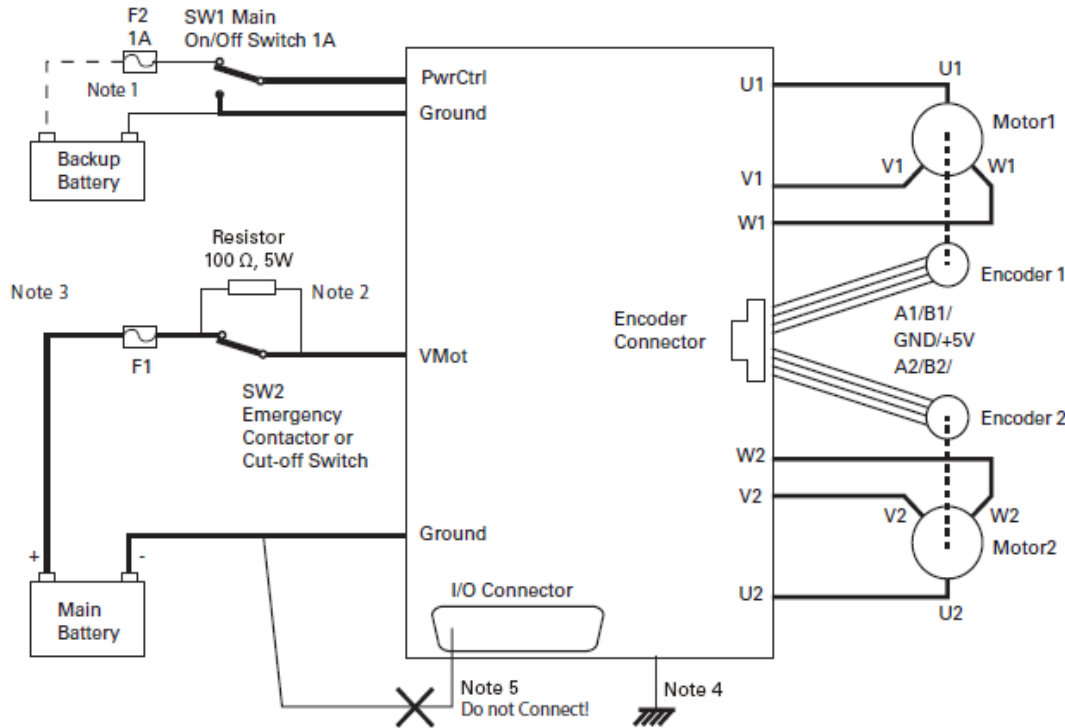 F2
1A
SW1 Main
On/Off Switch 1A
Note 1
Backup
Battery
PwrCtrl
Ground
U1
U1
Motor1
V1
W1
V1
W1
Resistor
100 Ω, 5W
Note 3
Note 2
F1
VMot
SW2
Emergency
Contactor or
Cut-off Switch
Encoder
Connector
Encoder 1
A1/B1/
GND/+5V
A2/B2/
Encoder 2
W2
V2
V2
W2
Motor2
U2
U2
Ground
+
-
Main
Battery
I/O Connector
Note 5
Do not Connect!
Note 4